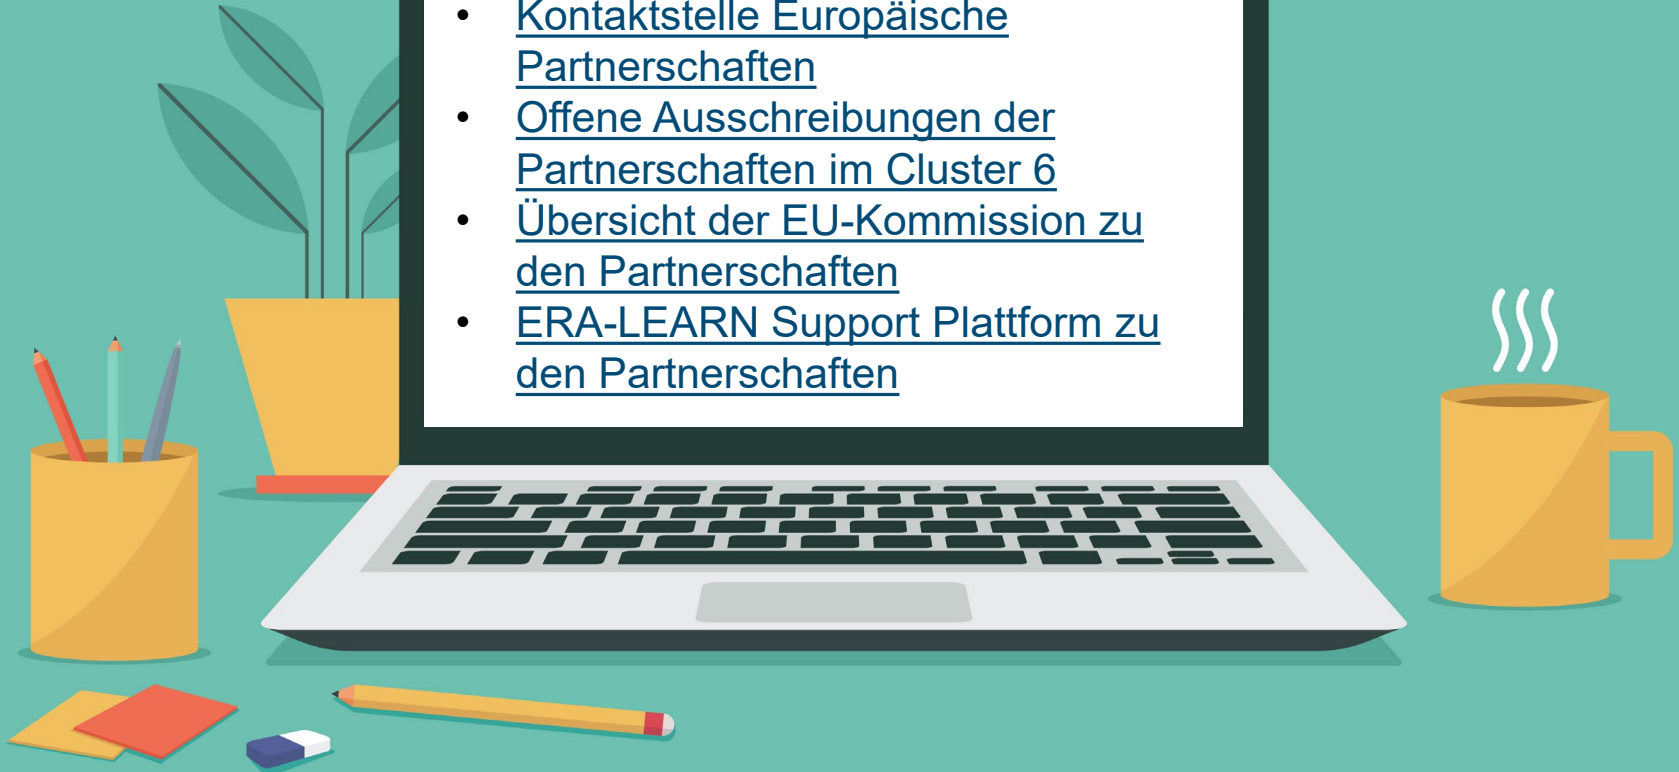 • Kontaktstelle Europäische
Partnerschaften
• Offene Ausschreibungen der
Partnerschaften im Cluster 6
• Übersicht der EU-Kommission zu
den Partnerschaften
• ERA-LEARN Support Plattform zu
den Partnerschaften